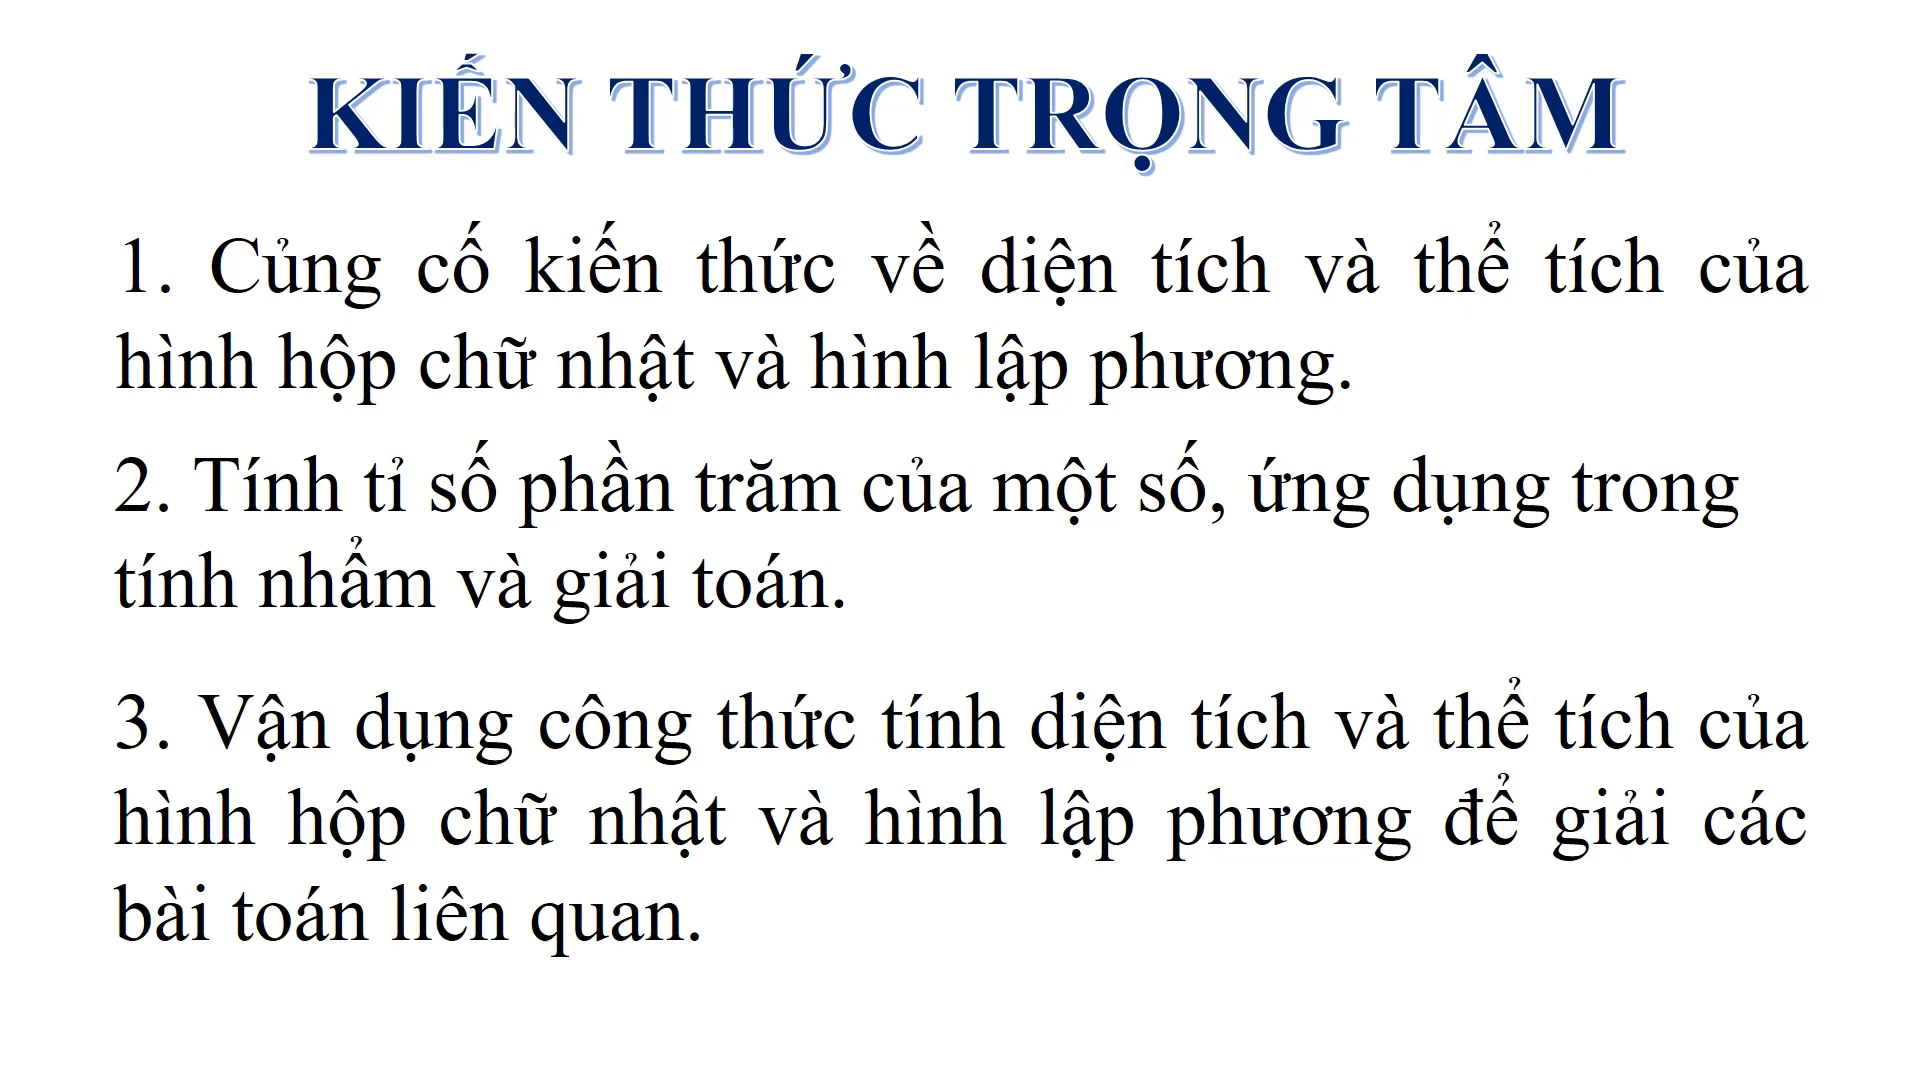 KIẾN THỨC TRỌNG TÂM
1. Củng cố kiến thức về diện tích và thể tích của
hình hộp chữ nhật và hình lập phương.
2. Tính tỉ số phần trăm của một số, ứng dụng trong
tính nhẩm và giải toán.
3. Vận dụng công thức tính diện tích và thể tích của
hình hộp chữ nhật và hình lập phương để giải các
bài toán liên quan.